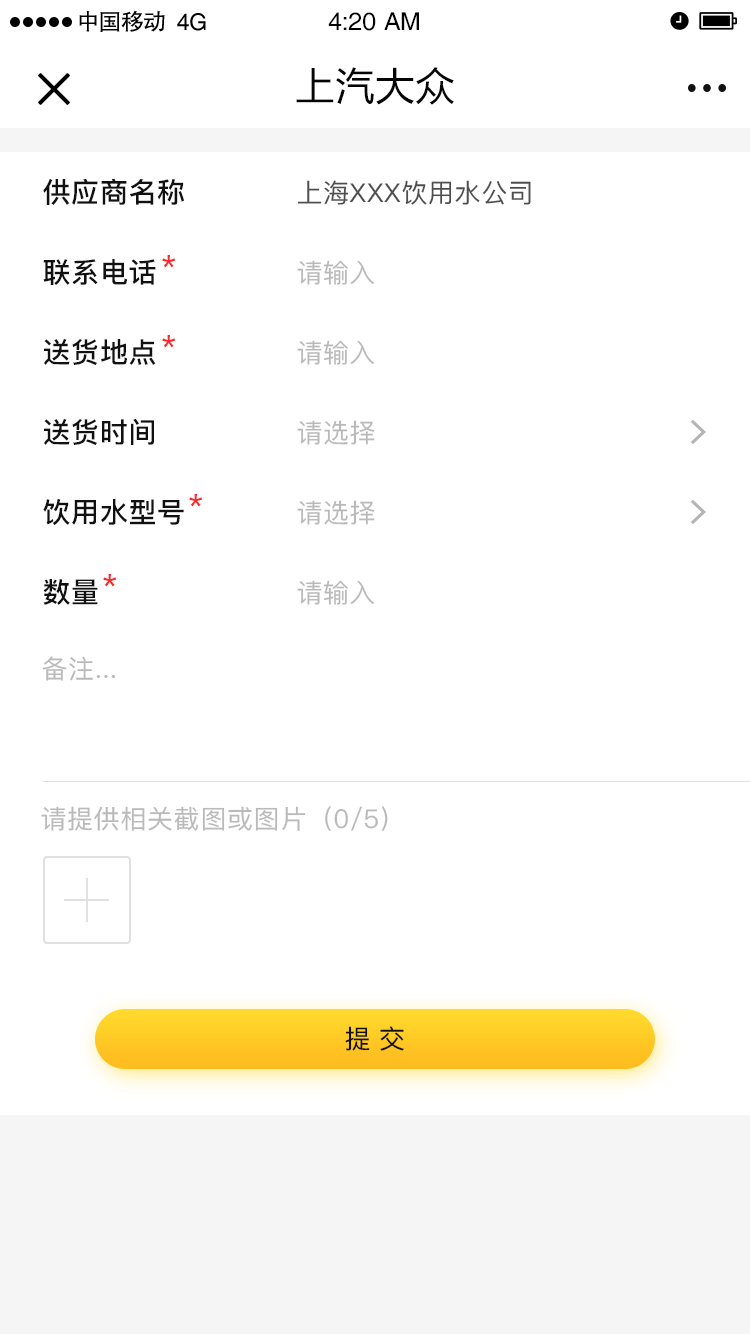 中国移动 4G 4:20 AM
上汽大众
供应商名称 上海XXX饮用水公司
联系电话* 请输入
送货地点* 请输入
送货时间 请选择
饮用水型号* 请选择
数量* 请输入
备注...
请提供相关截图或图片（0/5）
提 交